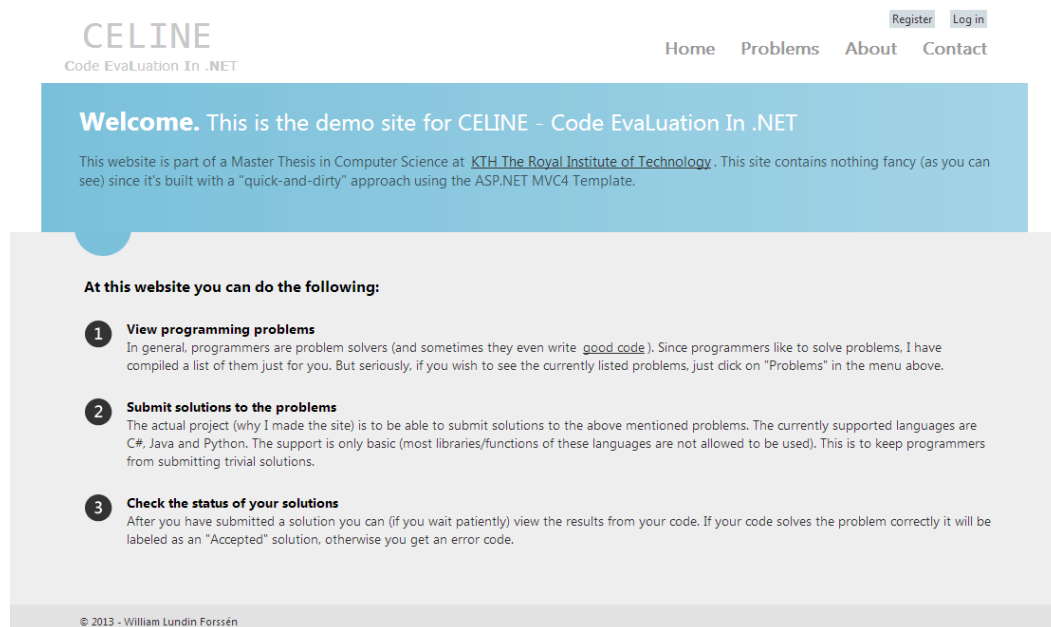 Register Log in
CELINE
Code EvaLuation In .NET
Home Problems About Contact
Welcome. This is the demo site for CELINE - Code EvaLuation In .NET
This website is part of a Master Thesis in Computer Science at KTH The Royal Institute of Technology . This site contains nothing fancy (as you can
see) since it's built with a "quick-and-dirty" approach using the ASP.NET MVC4 Template.
At this website you can do the following:
1 View programming problems
In general, programmers are problem solvers (and sometimes they even write good code ). Since programmers like to solve problems, I have
compiled a list of them just for you. But seriously, if you wish to see the currently listed problems, just click on "Problems" in the menu above.
2 Submit solutions to the problems
The actual project (why I made the site) is to be able to submit solutions to the above mentioned problems. The currently supported languages are
C#, Java and Python. The support is only basic (most libraries/functions of these languages are not allowed to be used). This is to keep programmers
from submitting trivial solutions.
3 Check the status of your solutions
After you have submitted a solution you can (if you wait patiently) view the results from your code. If your code solves the problem correctly it will be
labeled as an "Accepted" solution, otherwise you get an error code.
© 2013 - William Lundin Forssén